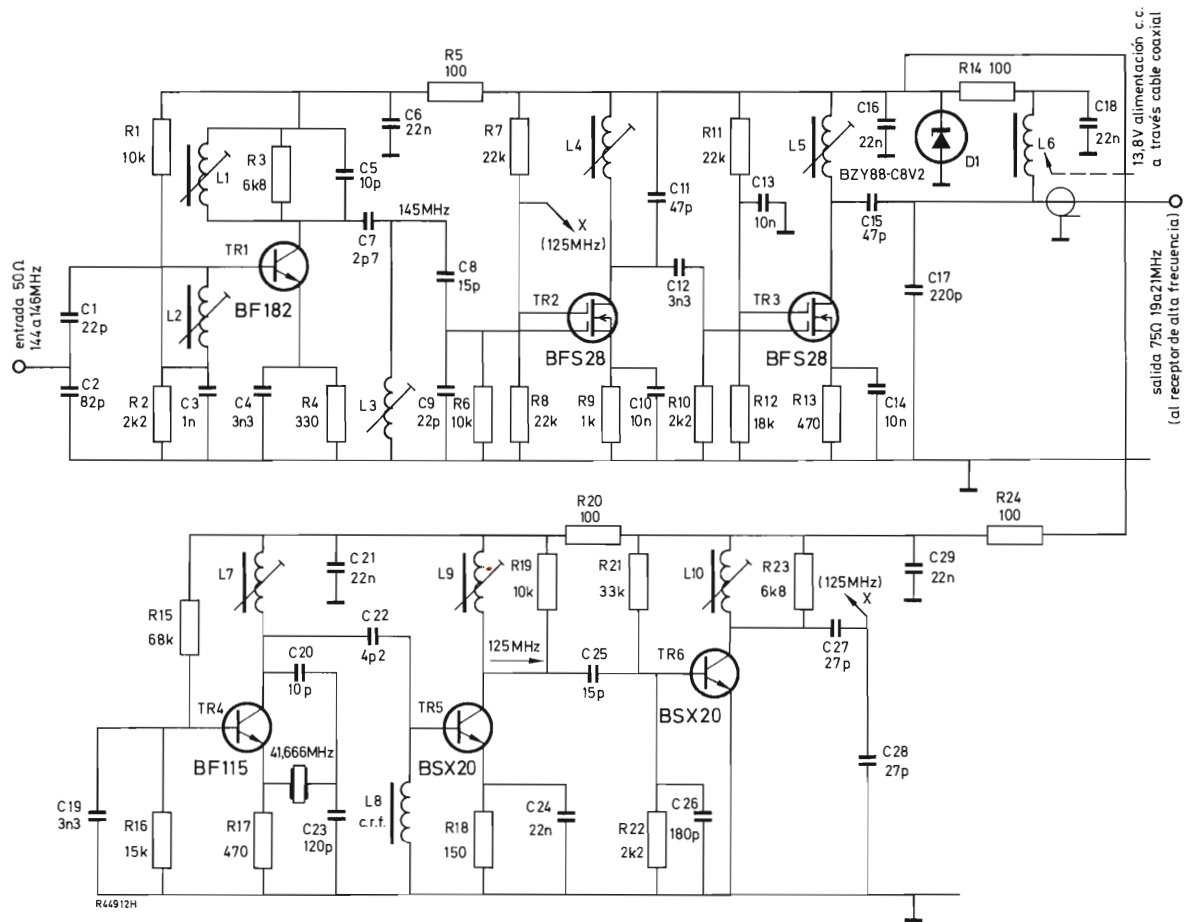 R5
100
R14 100
13,8V alimentación c.c.
a través cable coaxial
R1
10k
R3
6k8
L1
C5
10p
C6
22n
R7
22k
L4
C11
47p
R11
22k
C13
10n
L5
C16
22n
BZY88-C8V2
D1
L6
C18
22n
145MHz
C7
2p7
X
(125MHz)
C15
47p
TR1
BF182
C8
15p
TR2
BFS28
C12
3n3
TR3
BFS28
C17
220p
C1
22p
L2
entrada 50Ω
144 a 146MHz
C2
82p
R2
2k2
C3
1n
C4
3n3
R4
330
L3
C9
22p
R6
10k
R8
22k
R9
1k
C10
10n
R10
2k2
R12
18k
R13
470
C14
10n
salida 75Ω 19a21MHz
(al receptor de alta frecuencia)
R20
100
R24
100
L7
C21
22n
L9
R19
10k
R21
33k
L10
R23
6k8
(125MHz)
X
C29
22n
R15
68k
C22
4p2
125MHz
C25
15p
TR6
BSX20
C27
27p
C20
10p
TR4
BF115
41,666MHz
TR5
BSX20
C28
27p
C19
3n3
R16
15k
R17
470
C23
120p
L8
c.r.f.
R18
150
C24
22n
R22
2k2
C26
180p
R44912H